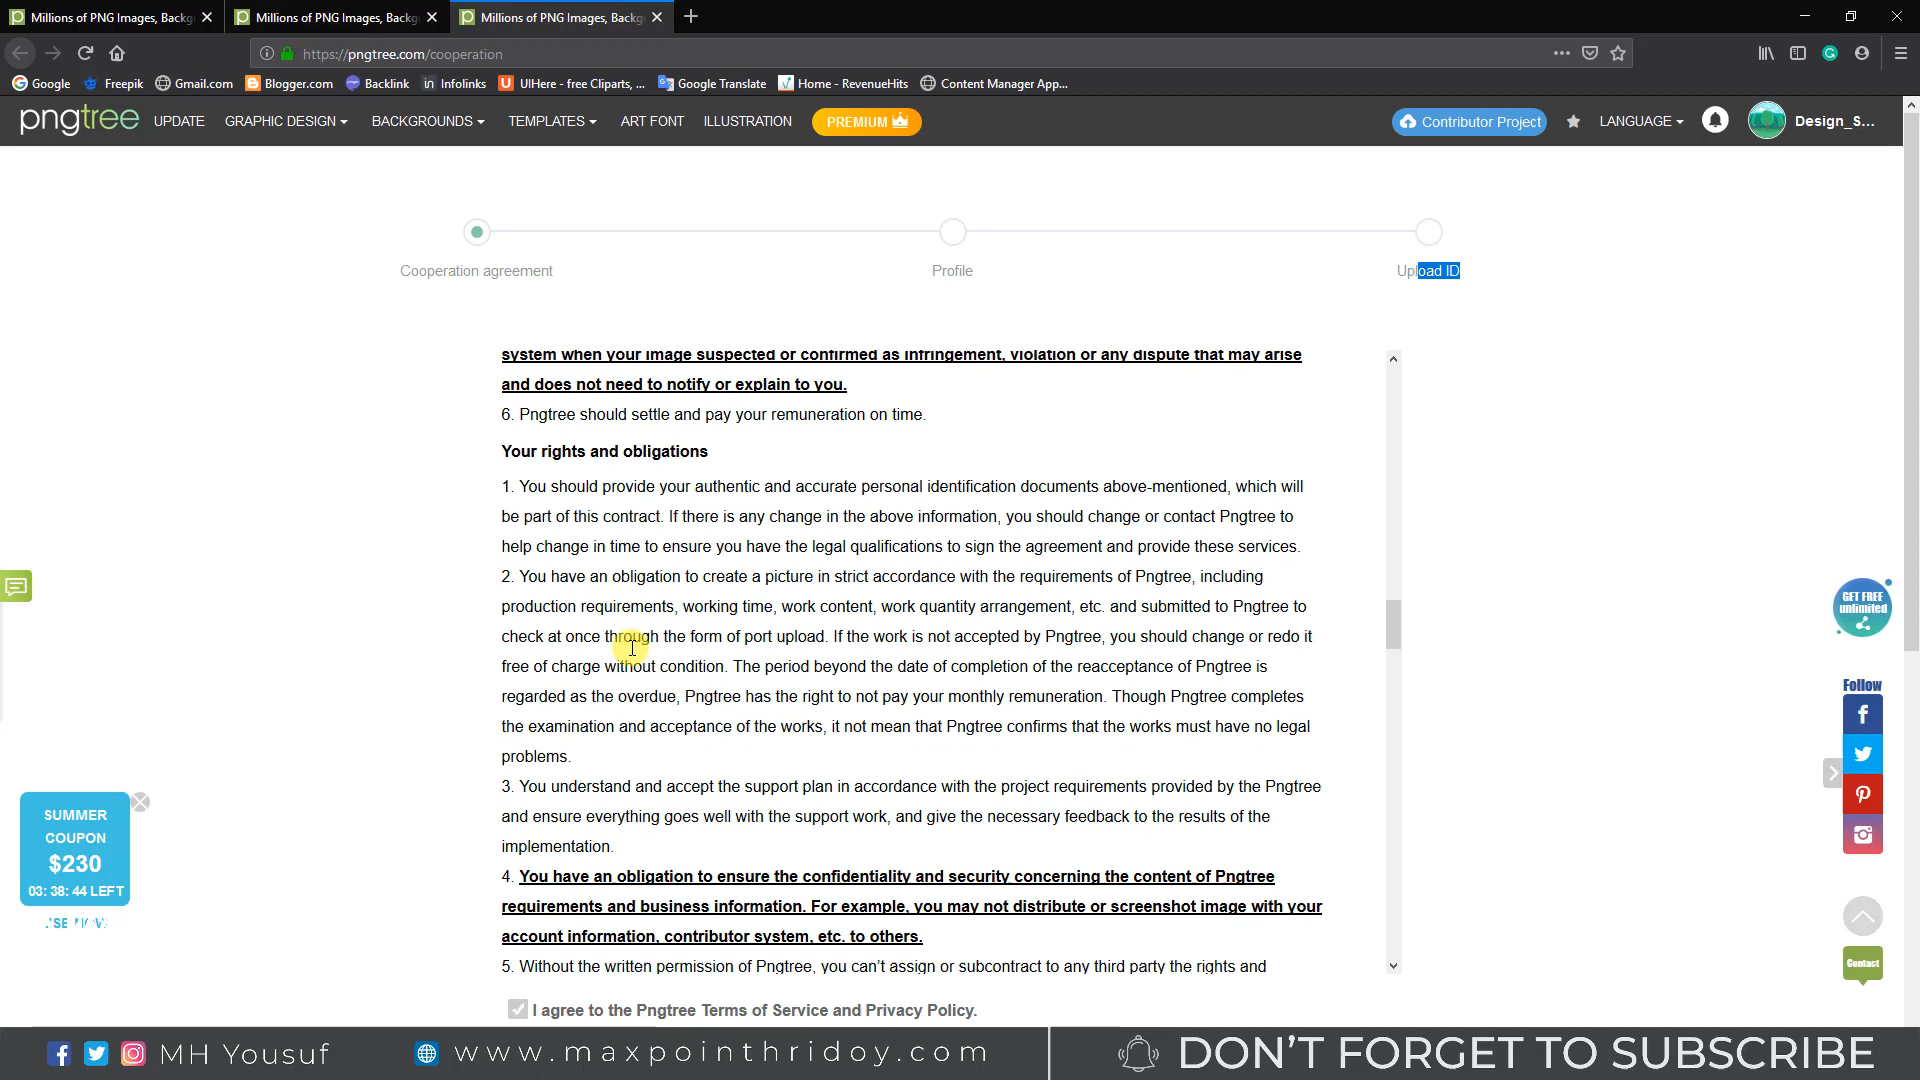 Millions of PNG Images, Backg
Millions of PNG Images, Backg
Millions of PNG Images, Backg
https://pngtree.com/cooperation
Google
Freepik
Gmail.com
Blogger.com
Backlink
in Infolinks
U UIHere - free Cliparts, ...
Google Translate
Home - RevenueHits
Content Manager App...
pngtree
UPDATE
GRAPHIC DESIGN
BACKGROUNDS
TEMPLATES
ART FONT
ILLUSTRATION
PREMIUM
Contributor Project
LANGUAGE
Design_S...
Cooperation agreement
Profile
Upload ID
system when your image suspected or confirmed as infringement, violation or any dispute that may arise
and does not need to notify or explain to you.
6. Pngtree should settle and pay your remuneration on time.
Your rights and obligations
1. You should provide your authentic and accurate personal identification documents above-mentioned, which will
be part of this contract. If there is any change in the above information, you should change or contact Pngtree to
help change in time to ensure you have the legal qualifications to sign the agreement and provide these services.
2. You have an obligation to create a picture in strict accordance with the requirements of Pngtree, including
production requirements, working time, work content, work quantity arrangement, etc. and submitted to Pngtree to
check at once through the form of port upload. If the work is not accepted by Pngtree, you should change or redo it
free of charge without condition. The period beyond the date of completion of the reacceptance of Pngtree is
regarded as the overdue, Pngtree has the right to not pay your monthly remuneration. Though Pngtree completes
the examination and acceptance of the works, it not mean that Pngtree confirms that the works must have no legal
problems.
3. You understand and accept the support plan in accordance with the project requirements provided by the Pngtree
and ensure everything goes well with the support work, and give the necessary feedback to the results of the
implementation.
4. You have an obligation to ensure the confidentiality and security concerning the content of Pngtree
requirements and business information. For example, you may not distribute or screenshot image with your
account information, contributor system, etc. to others.
5. Without the written permission of Pngtree, you can't assign or subcontract to any third party the rights and
I agree to the Pngtree Terms of Service and Privacy Policy.
SUMMER
COUPON
$230
03: 38: 44 LEFT
GET FREE
unlimited
Follow
Contact
MH Yousuf
www.maxpointhridoy.com
DON'T FORGET TO SUBSCRIBE